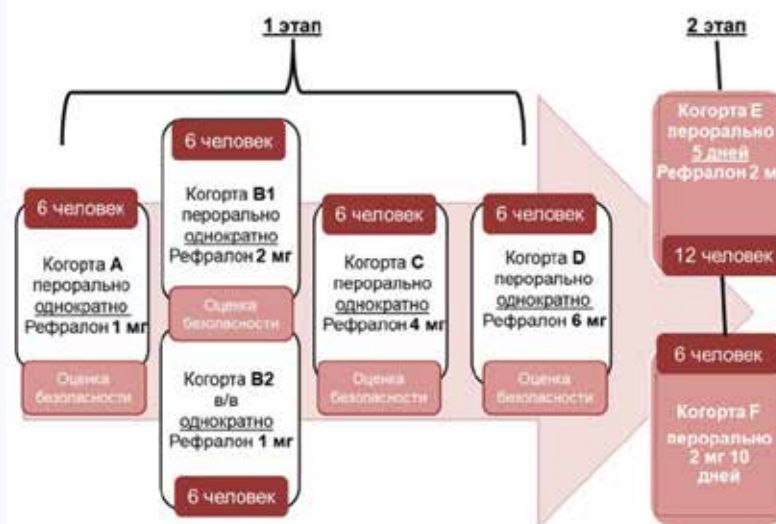 1 этап
2 этап
6 человек
Когорта A
перорально
однократно
Рефралон 1 мг
Оценка
безопасности
6 человек
Когорта B1
перорально
однократно
Рефралон 2 мг
Оценка
безопасности
Когорта B2
в/в
однократно
Рефралон 1 мг
6 человек
6 человек
Когорта C
перорально
однократно
Рефралон 4 мг
Оценка
безопасности
6 человек
Когорта D
перорально
однократно
Рефралон 6 мг
Оценка
безопасности
Когорта E
перорально
5 дней
Рефралон 2 м
12 человек
6 человек
Когорта F
перорально
2 мг 10
дней